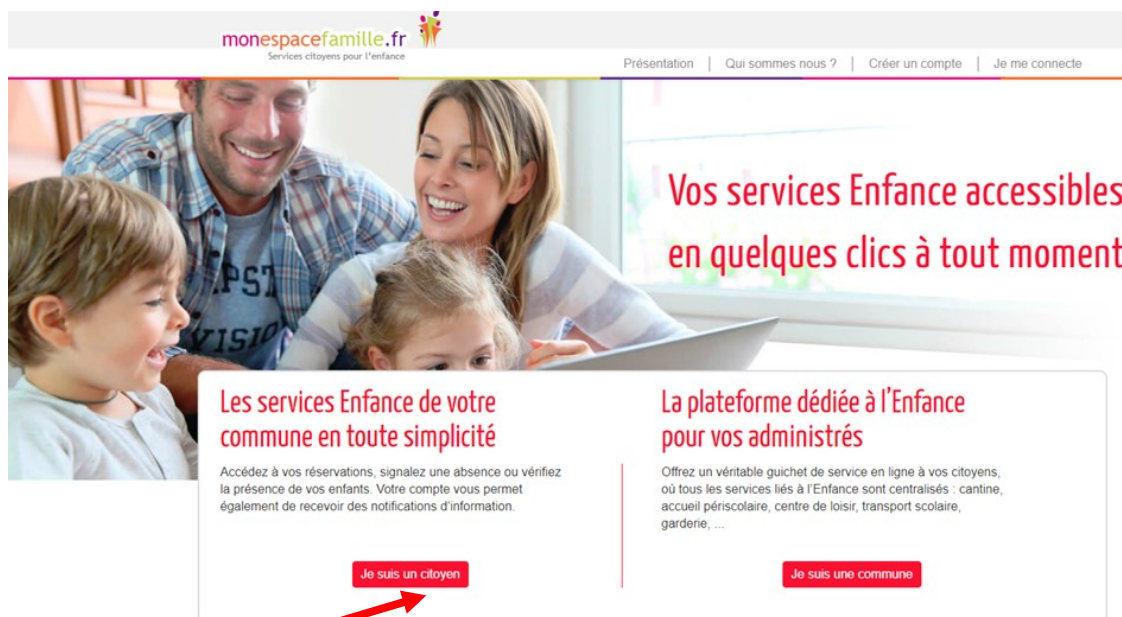 monespacefamille.fr
Services citoyens pour l'enfance
Présentation | Qui sommes nous ? | Créer un compte | Je me connecte
Vos services Enfance accessibles
en quelques clics à tout moment
Les services Enfance de votre
commune en toute simplicité
Accédez à vos réservations, signalez une absence ou vérifiez
la présence de vos enfants. Votre compte vous permet
également de recevoir des notifications d'information.
Je suis un citoyen
La plateforme dédiée à l'Enfance
pour vos administrés
Offrez un véritable guichet de service en ligne à vos citoyens,
où tous les services liés à l'Enfance sont centralisés : cantine,
accueil périscolaire, centre de loisir, transport scolaire,
garderie, ...
Je suis une commune